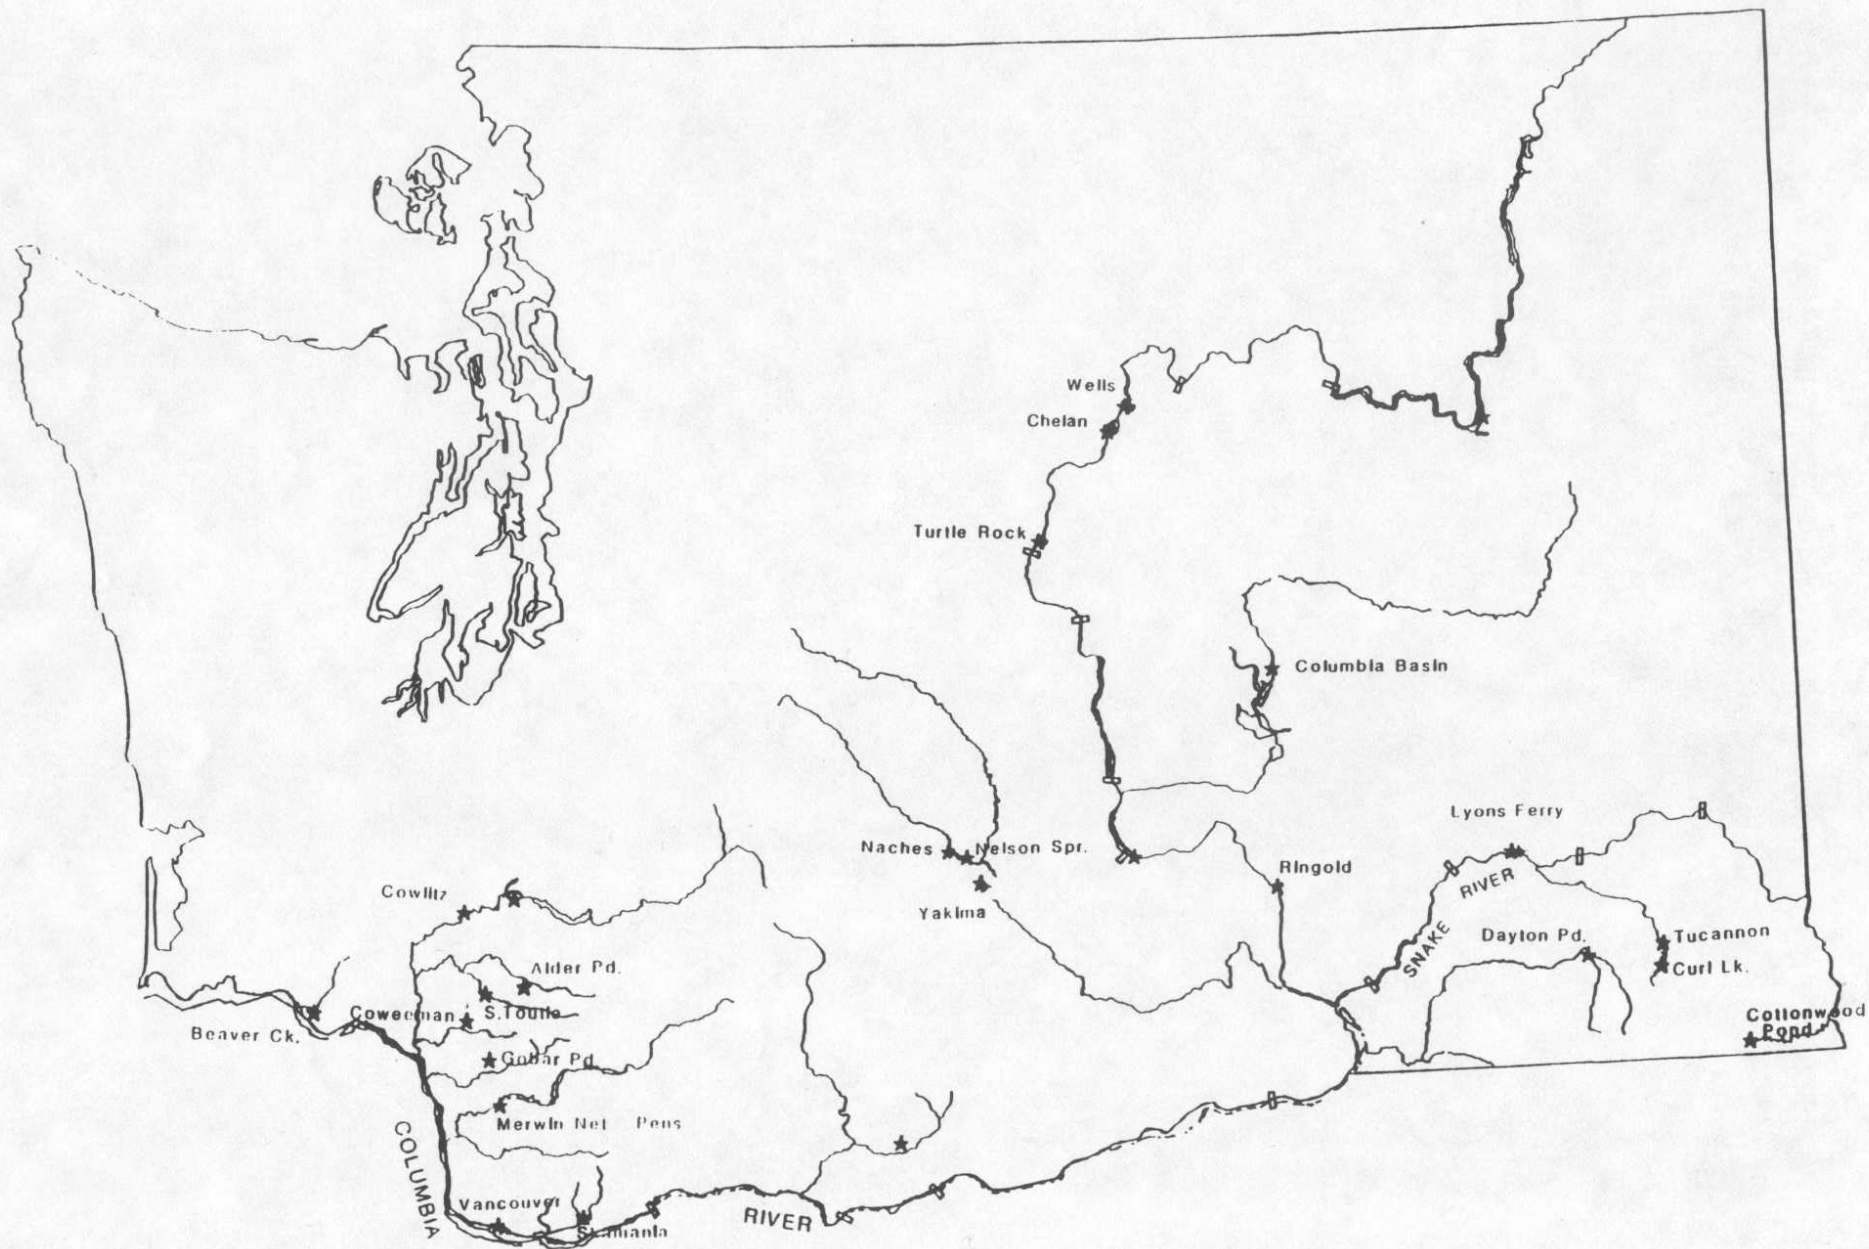 Wells
Chelan
Turtle Rock
Columbia Basin
Lyons Ferry
Naches
Nelson Spr.
Ringold
RIVER
Cowlitz
Yakima
Dayton Pd.
Tucannon
SNAKE
Alder Pd.
Curl Lk.
Coweeman
S. Toutle
Cottonwood
Pond
Beaver Ck.
Gobar Pd.
Merwin Net Pens
COLUMBIA
Vancouver
RIVER
Skamania